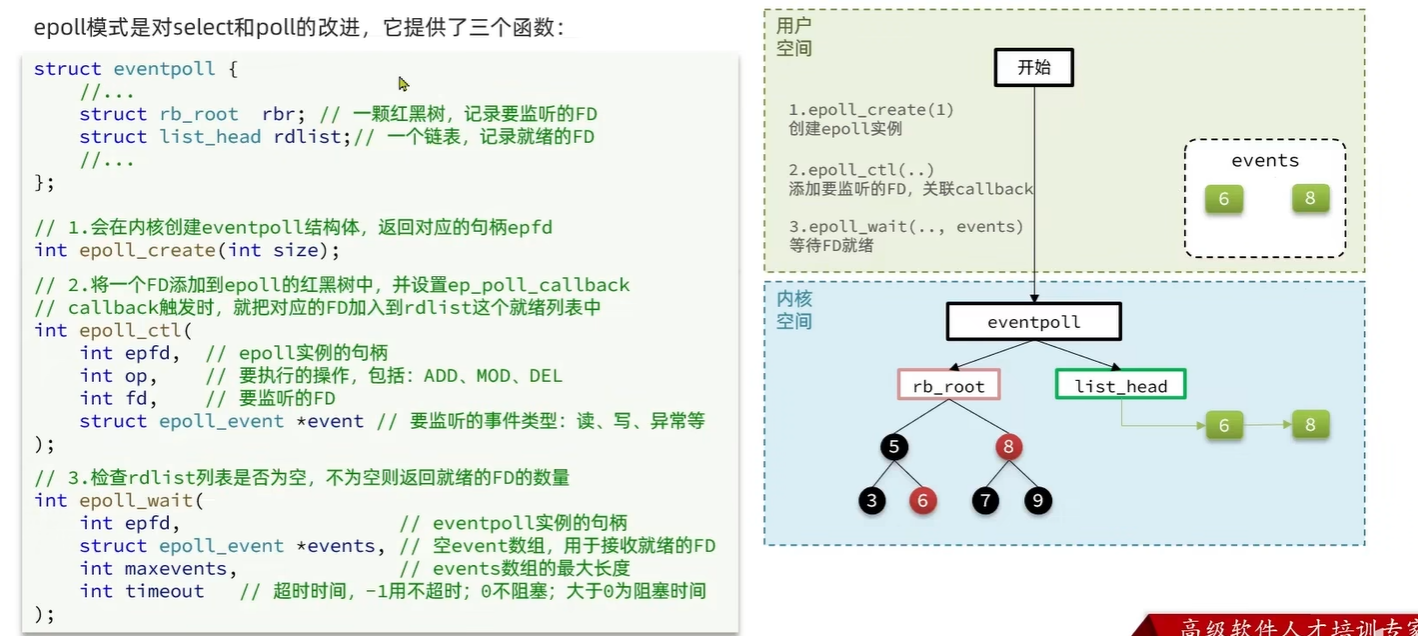 epoll模式是对select和poll的改进，它提供了三个函数：
struct eventpoll {
    //...
    struct rb_root  rbr; // 一颗红黑树，记录要监听的FD
    struct list_head rdlist;// 一个链表，记录就绪的FD
    //...
};
// 1.会在内核创建eventpoll结构体，返回对应的句柄epfd
int epoll_create(int size);
// 2.将一个FD添加到epoll的红黑树中，并设置ep_poll_callback
// callback触发时，就把对应的FD加入到rdlist这个就绪列表中
int epoll_ctl(
    int epfd,  // epoll实例的句柄
    int op,    // 要执行的操作，包括：ADD、MOD、DEL
    int fd,    // 要监听的FD
    struct epoll_event *event // 要监听的事件类型：读、写、异常等
);
// 3.检查rdlist列表是否为空，不为空则返回就绪的FD的数量
int epoll_wait(
    int epfd,                   // eventpoll实例的句柄
    struct epoll_event *events, // 空event数组，用于接收就绪的FD
    int maxevents,              // events数组的最大长度
    int timeout   // 超时时间，-1用不超时；0不阻塞；大于0为阻塞时间
);
用户
空间
开始
1.epoll_create(1)
创建epoll实例
2.epoll_ctl(..)
添加要监听的FD，关联callback
3.epoll_wait(.., events)
等待FD就绪
events
6 8
内核
空间
eventpoll
rb_root list_head
6 8
5 8
3 6 7 9
高级软件人才培训专家